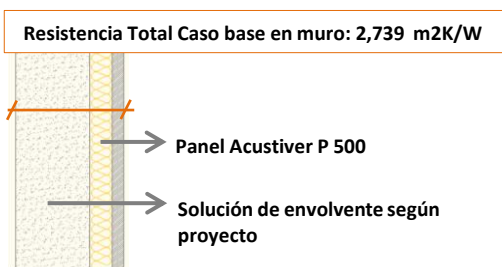 Resistencia Total Caso base en muro: 2,739 m2K/W
Panel Acustiver P 500
Solución de envolvente según
proyecto